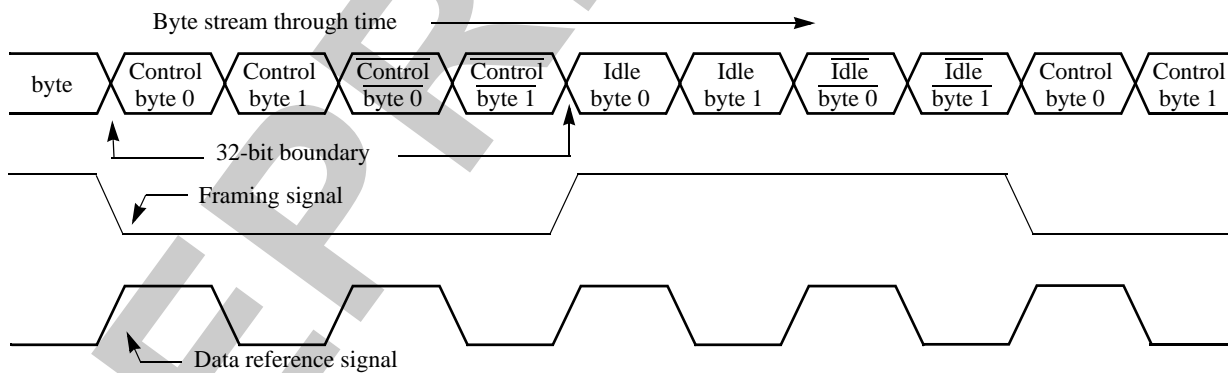 Byte stream through time
byte
Control
byte 0
Control
byte 1
Control
byte 0
Control
byte 1
Idle
byte 0
Idle
byte 1
Idle
byte 0
Idle
byte 1
Control
byte 0
Control
byte 1
32-bit boundary
Framing signal
Data reference signal